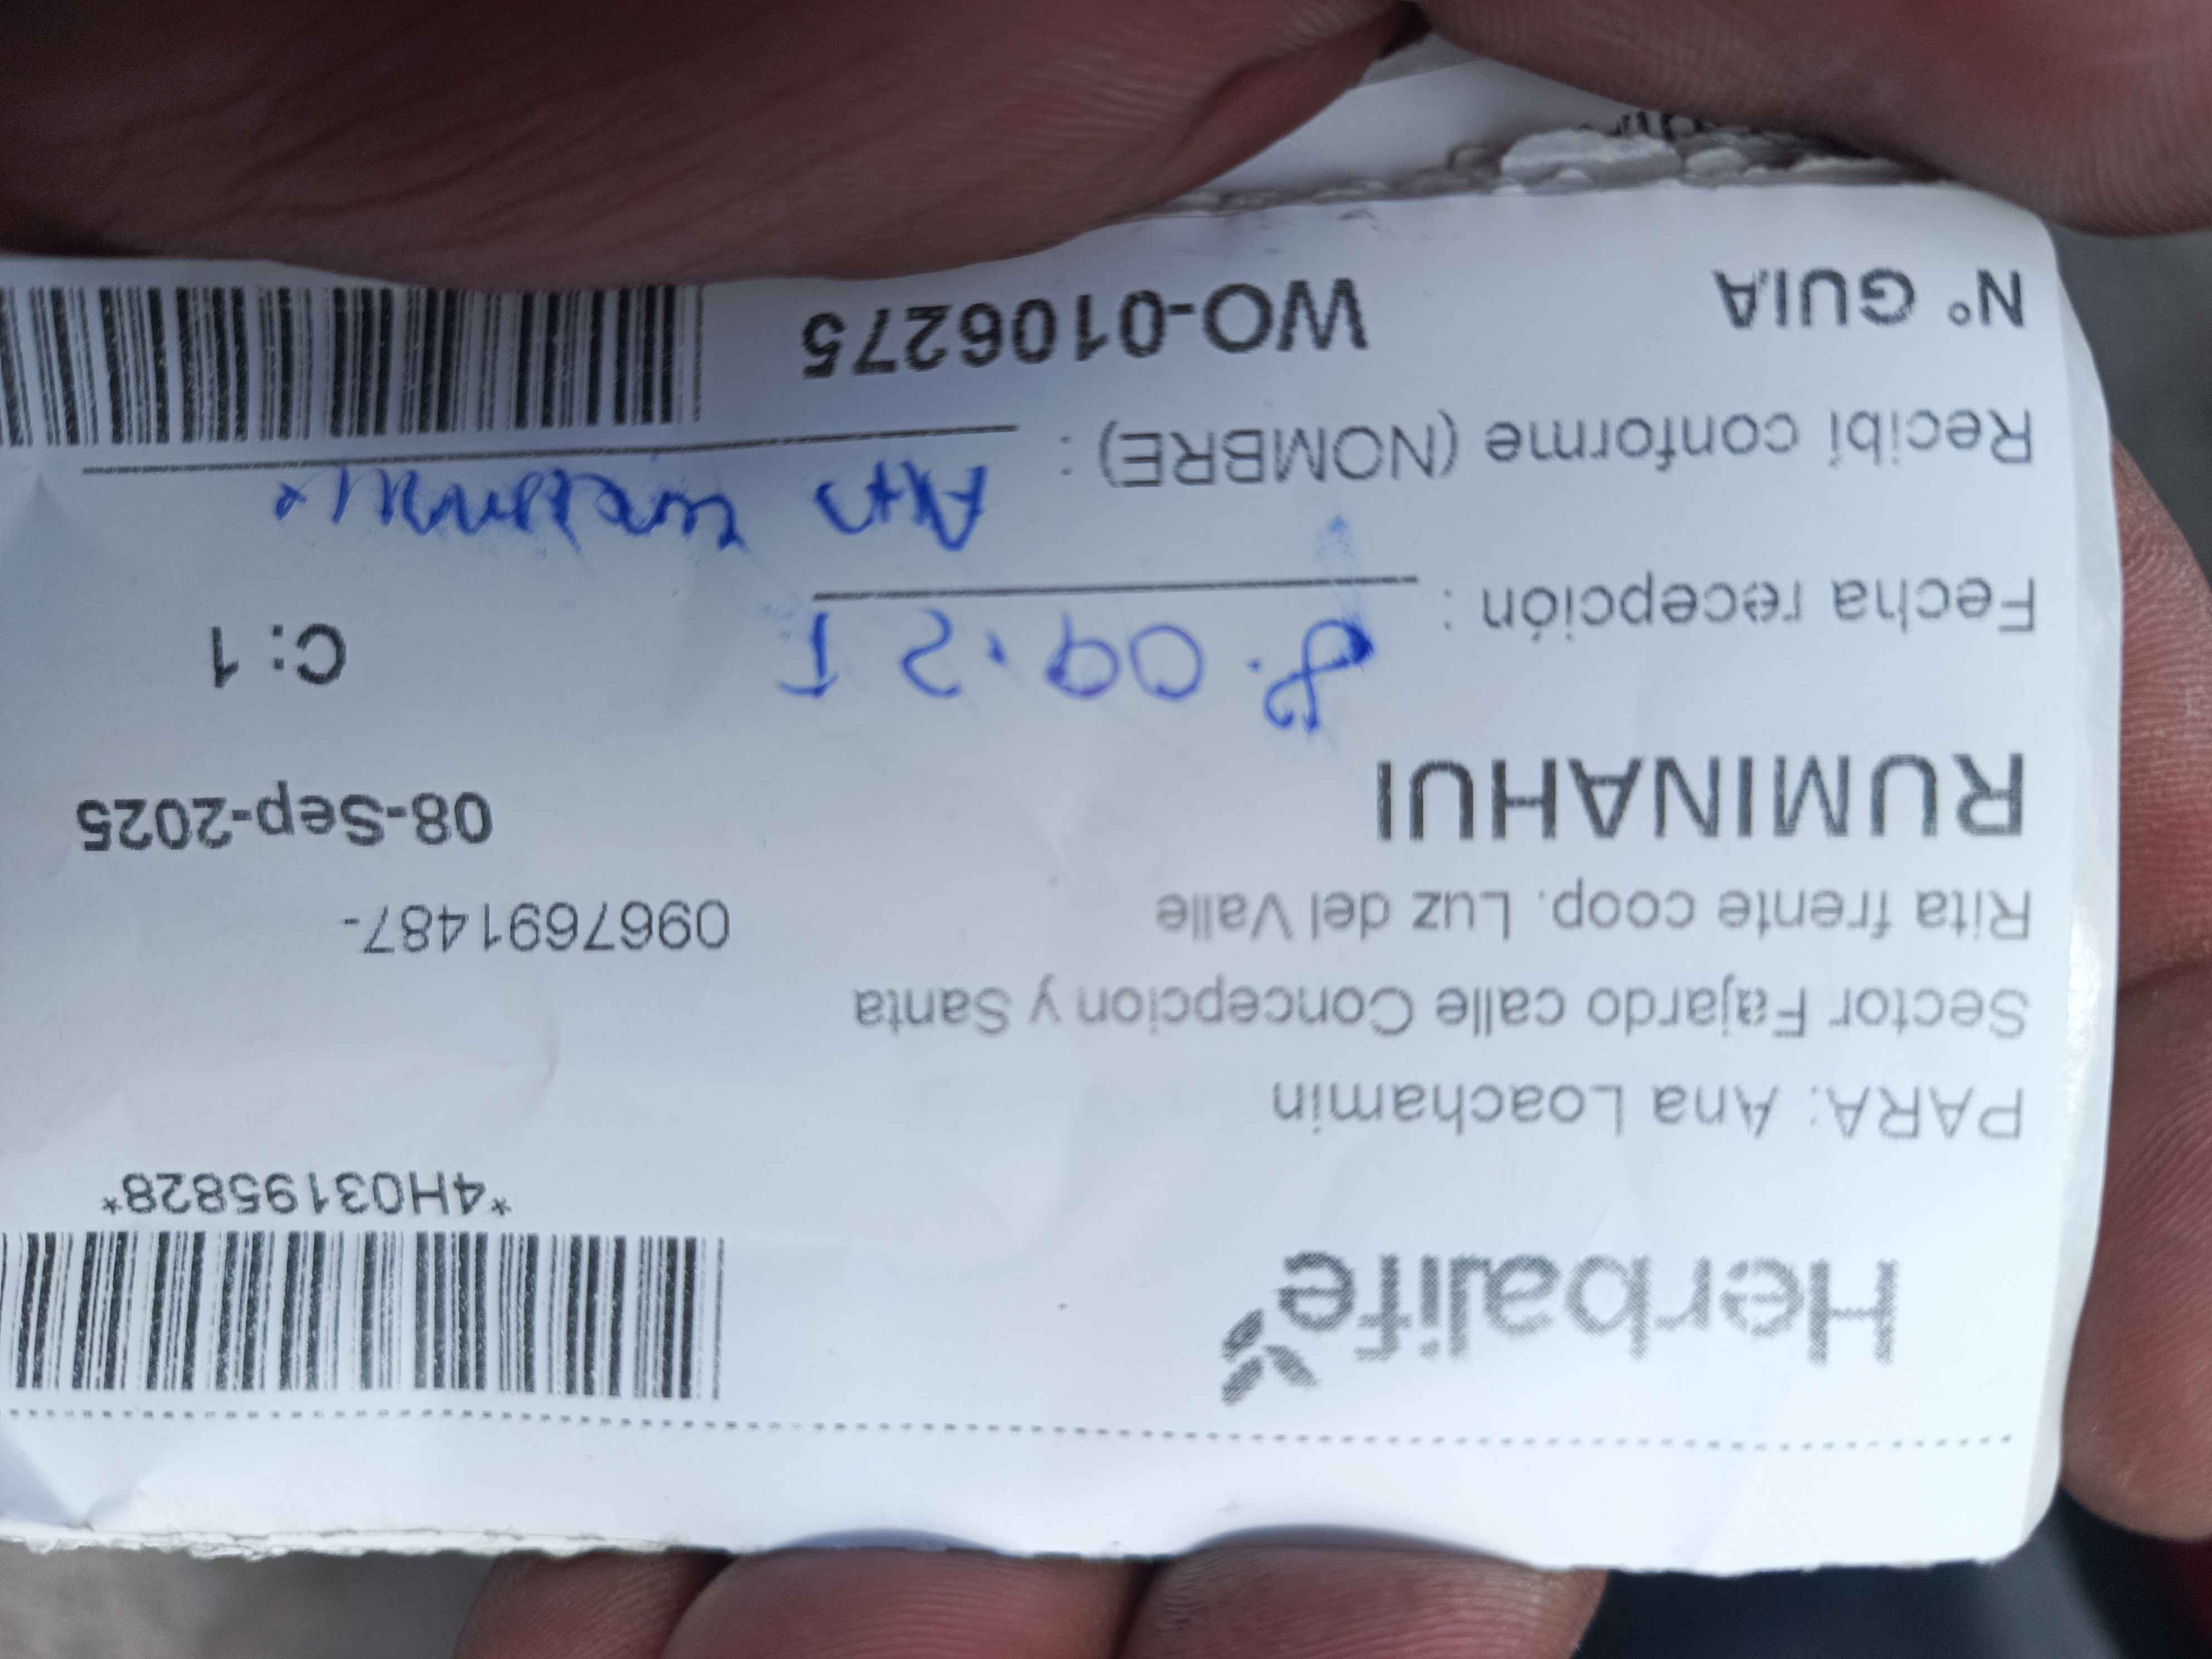 Herbalife
*4H03195828*
PARA: Ana Loachamin
Sector Fajardo calle Concepcion y Santa
Rita frente coop. Luz del Valle
0967691487-
RUMINAHUI
08-Sep-2025
Fecha recepción :
C: 1
Recibí conforme (NOMBRE) :
N° GUIA
WO-0106275